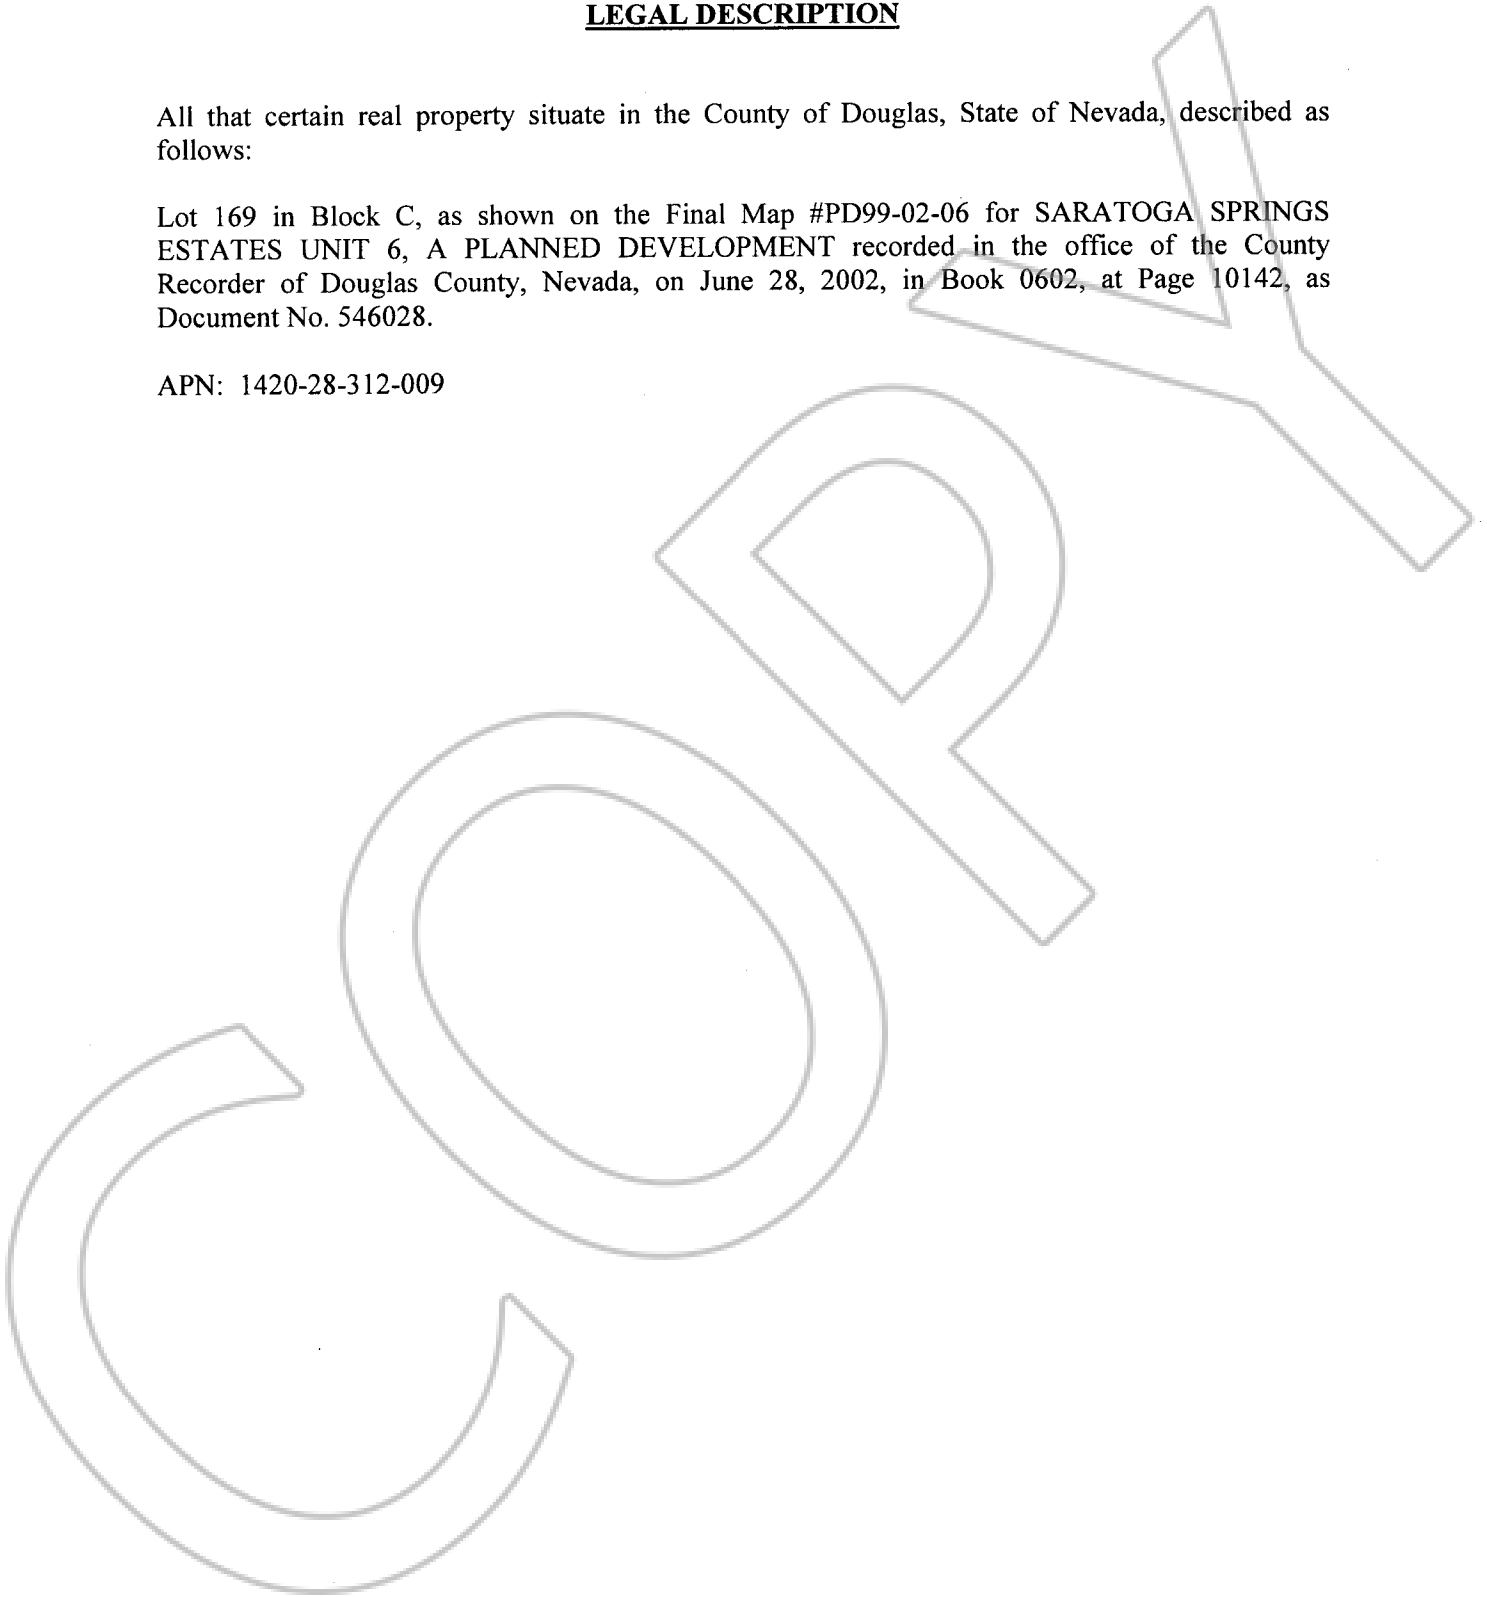 LEGAL DESCRIPTION
All that certain real property situate in the County of Douglas, State of Nevada, described as
follows:
Lot 169 in Block C, as shown on the Final Map #PD99-02-06 for SARATOGA SPRINGS
ESTATES UNIT 6, A PLANNED DEVELOPMENT recorded in the office of the County
Recorder of Douglas County, Nevada, on June 28, 2002, in Book 0602, at Page 10142, as
Document No. 546028.
APN: 1420-28-312-009
COPY